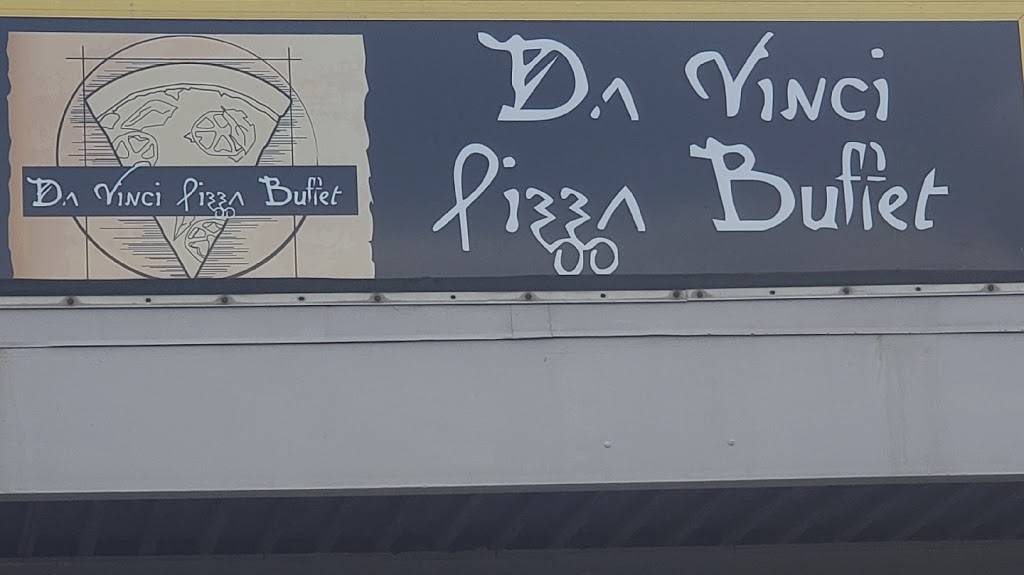 Da Vinci Pizza Buffet
Da Vinci
Pizza Buffet